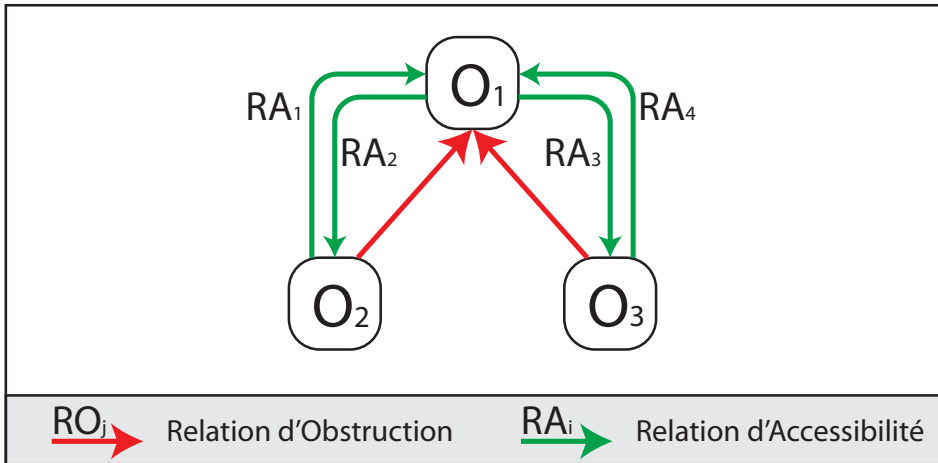 O1
RA1
RA4
RA2
RA3
O2
O3
ROj Relation d'Obstruction
RAi Relation d'Accessibilité